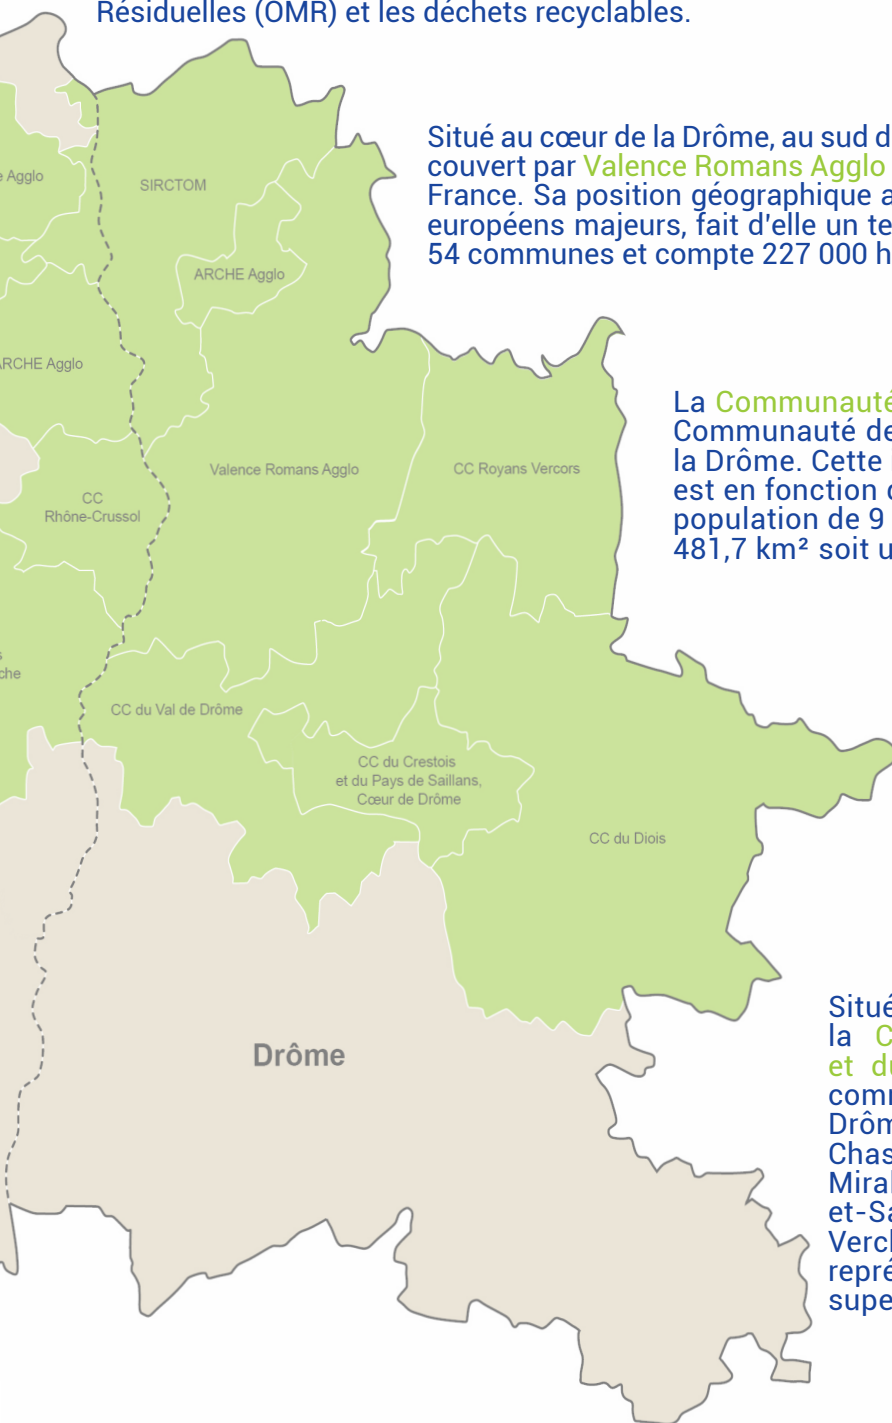 Résiduelles (OMR) et les déchets recyclables.
Situé au cœur de la Drôme, au sud d
couvert par Valence Romans Agglo
France. Sa position géographique a
européens majeurs, fait d'elle un te
54 communes et compte 227 000 h
Agglo
SIRCTOM
ARCHE Agglo
ARCHE Agglo
La Communauté
Communauté de
la Drôme. Cette
est en fonction
population de 9
481,7 km² soit u
Valence Romans Agglo
CC Royans Vercors
CC
Rhône-Crussol
che
CC du Val de Drôme
CC du Crestois
et du Pays de Saillans,
Cœur de Drôme
CC du Diois
Situé
la C
et du
comm
Drôm
Chas
Miral
et-Sa
Verch
repré
supe
Drôme